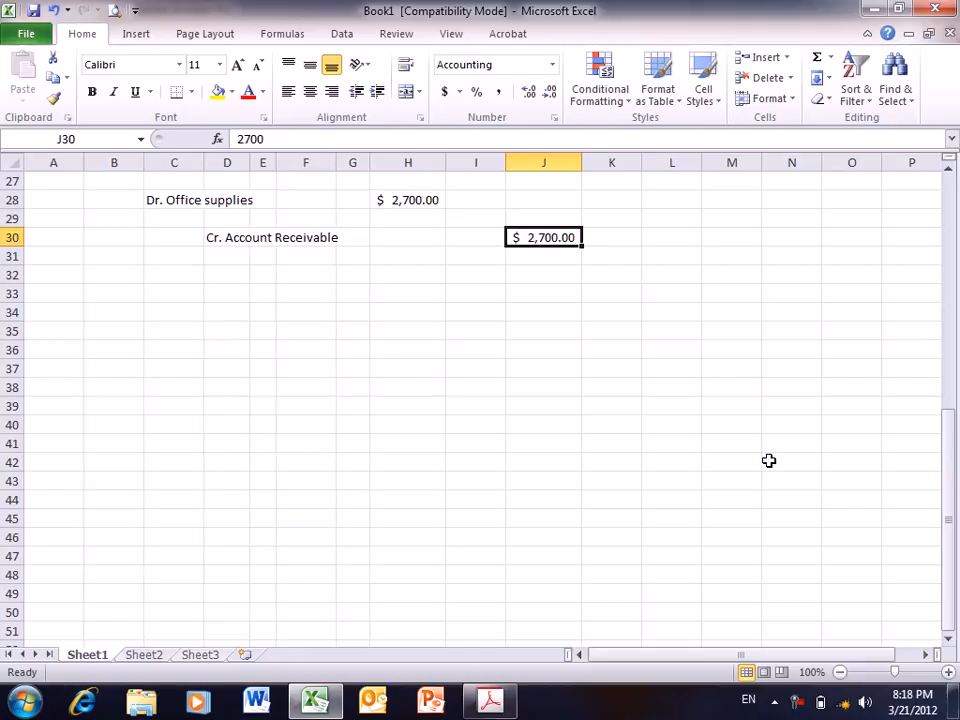 Book1 [Compatibility Mode] - Microsoft Excel
File Home Insert Page Layout Formulas Data Review View Acrobat
Paste
Calibri 11
Accounting
Conditional Formatting
Format as Table
Cell Styles
Insert
Delete
Format
Sort & Filter
Find & Select
Clipboard Font Alignment Number Styles Cells Editing
J30 fx 2700
A B C D E F G H I J K L M N O P
27
28 Dr. Office supplies $ 2,700.00
29
30 Cr. Account Receivable $ 2,700.00
31
32
33
34
35
36
37
38
39
40
41
42
43
44
45
46
47
48
49
50
51
Sheet1 Sheet2 Sheet3
Ready 100%
EN 8:18 PM
3/21/2012